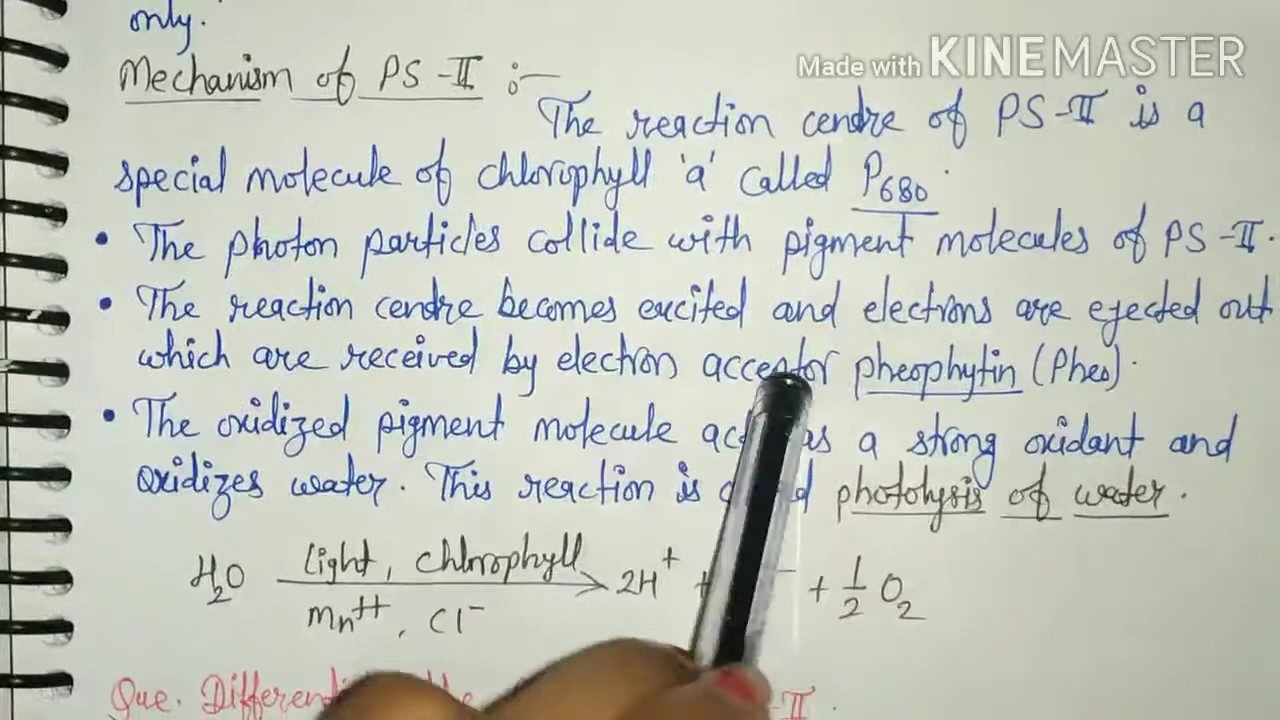 only.
Made with KINEMASTER
Mechanism of PS-II :-
The reaction centre of PS-II is a
special molecule of chlorophyll 'a' called P680.
• The photon particles collide with pigment molecules of PS-II.
• The reaction centre becomes excited and electrons are ejected out
which are received by electron acceptor pheophytin (Pheo).
• The oxidized pigment molecule as a strong oxidant and
oxidizes water. This reaction is photolysis of water.
H2O light, chlorophyll → 2H+ + - + 1/2 O2
Mn++, Cl-
Que. the -II.